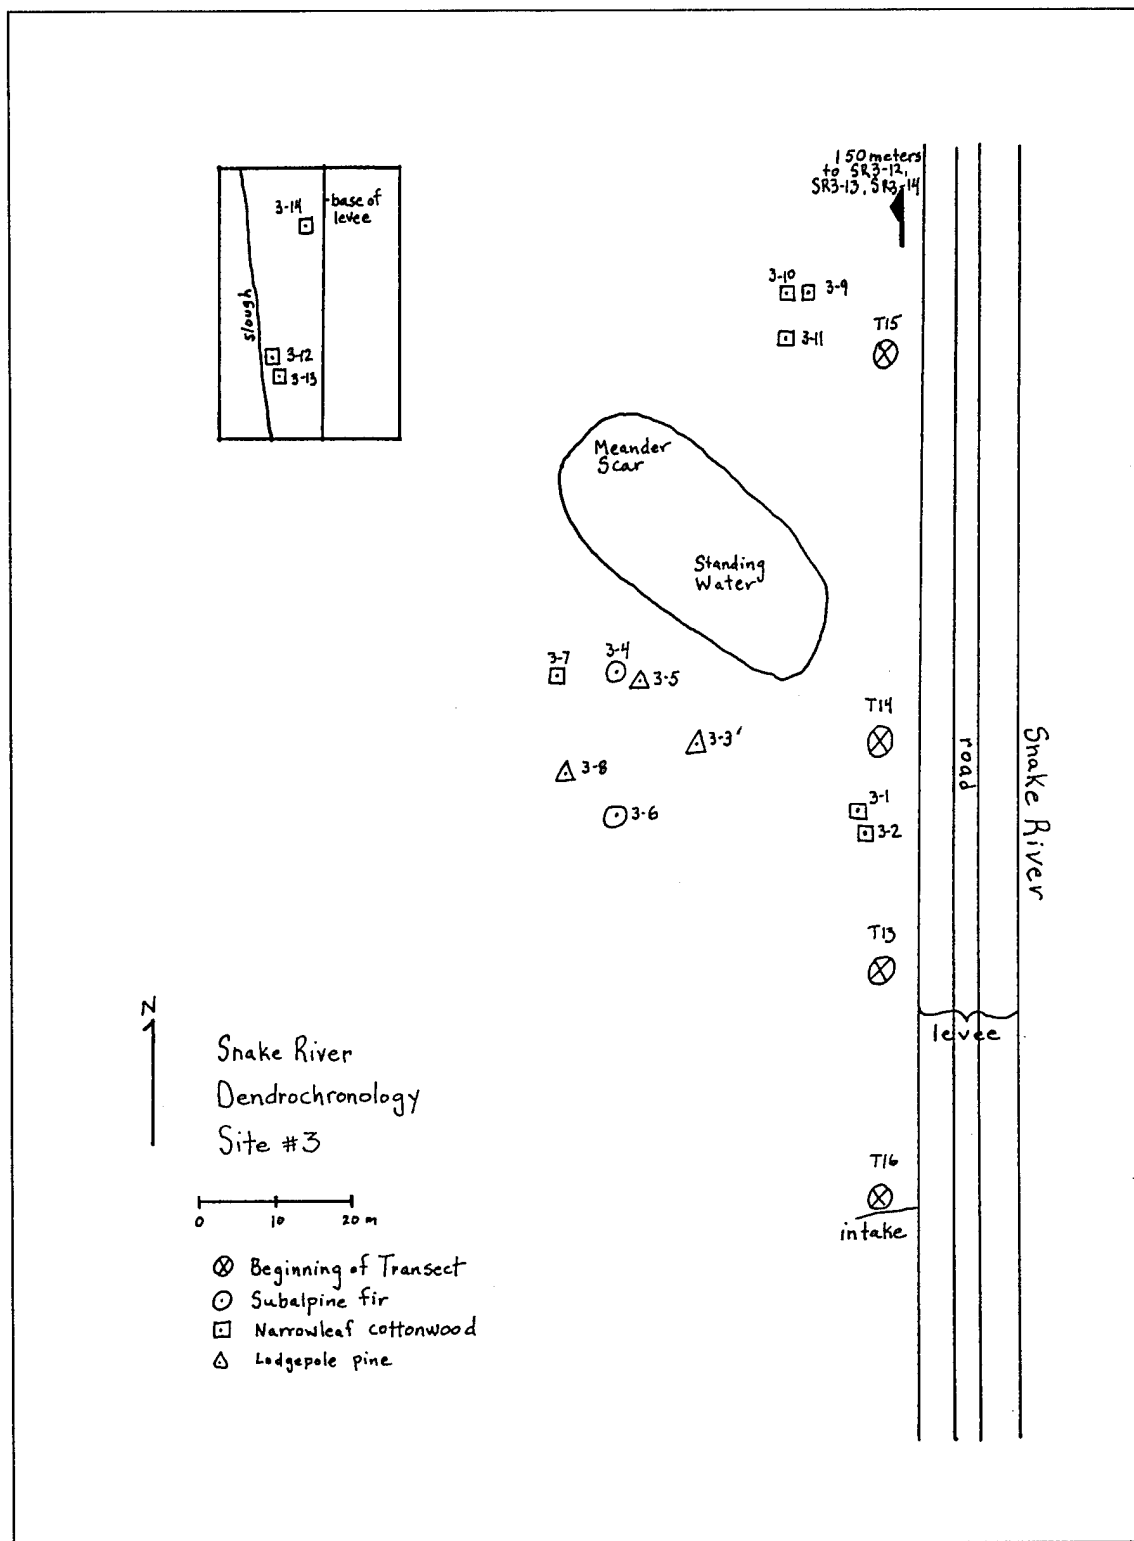 150 meters
to SR3-12,
SR3-13, SR3-14
3-14
base of
levee
slough
3-12
3-13
3-10
3-9
3-11
T15
Meander
Scar
Standing
Water
3-7
3-4
3-5
T14
3-3
3-8
3-6
3-1
3-2
road
Snake River
T13
levee
N
Snake River
Dendrochronology
Site #3
T16
intake
0 10 20 m
Beginning of Transect
Subalpine fir
Narrowleaf cottonwood
Lodgepole pine